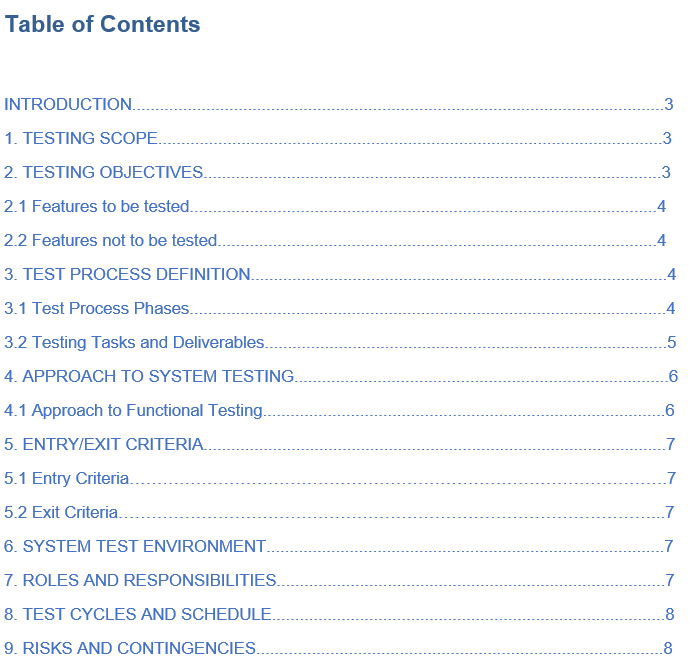 Table of Contents
INTRODUCTION.....................................................................................................................3
1. TESTING SCOPE...............................................................................................................3
2. TESTING OBJECTIVES.....................................................................................................3
2.1 Features to be tested.......................................................................................................4
2.2 Features not to be tested.................................................................................................4
3. TEST PROCESS DEFINITION...........................................................................................4
3.1 Test Process Phases.........................................................................................................4
3.2 Testing Tasks and Deliverables........................................................................................5
4. APPROACH TO SYSTEM TESTING..................................................................................6
4.1 Approach to Functional Testing........................................................................................6
5. ENTRY/EXIT CRITERIA.....................................................................................................7
5.1 Entry Criteria.....................................................................................................................7
5.2 Exit Criteria.......................................................................................................................7
6. SYSTEM TEST ENVIRONMENT.......................................................................................7
7. ROLES AND RESPONSIBILITIES.....................................................................................7
8. TEST CYCLES AND SCHEDULE......................................................................................8
9. RISKS AND CONTINGENCIES.........................................................................................8